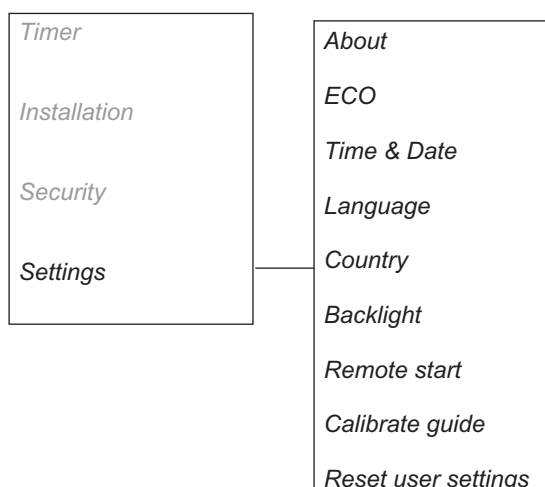 Timer
Installation
Security
Settings
About
ECO
Time & Date
Language
Country
Backlight
Remote start
Calibrate guide
Reset user settings